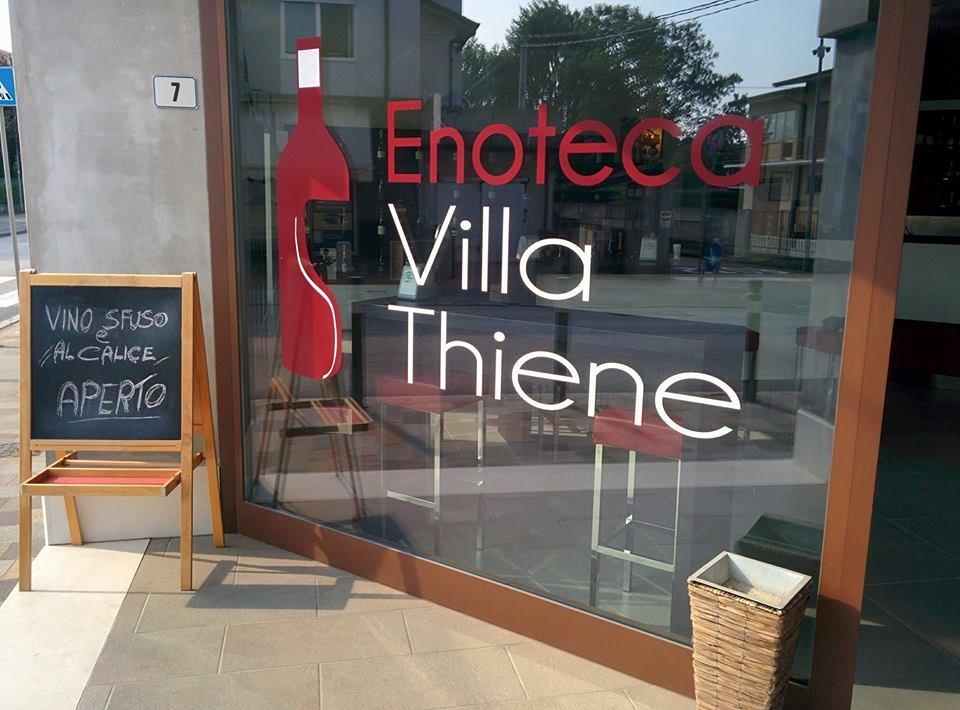 7
Enoteca
Villa
Thiene
VINO SFUSO
e
AL CALICE
APERTO